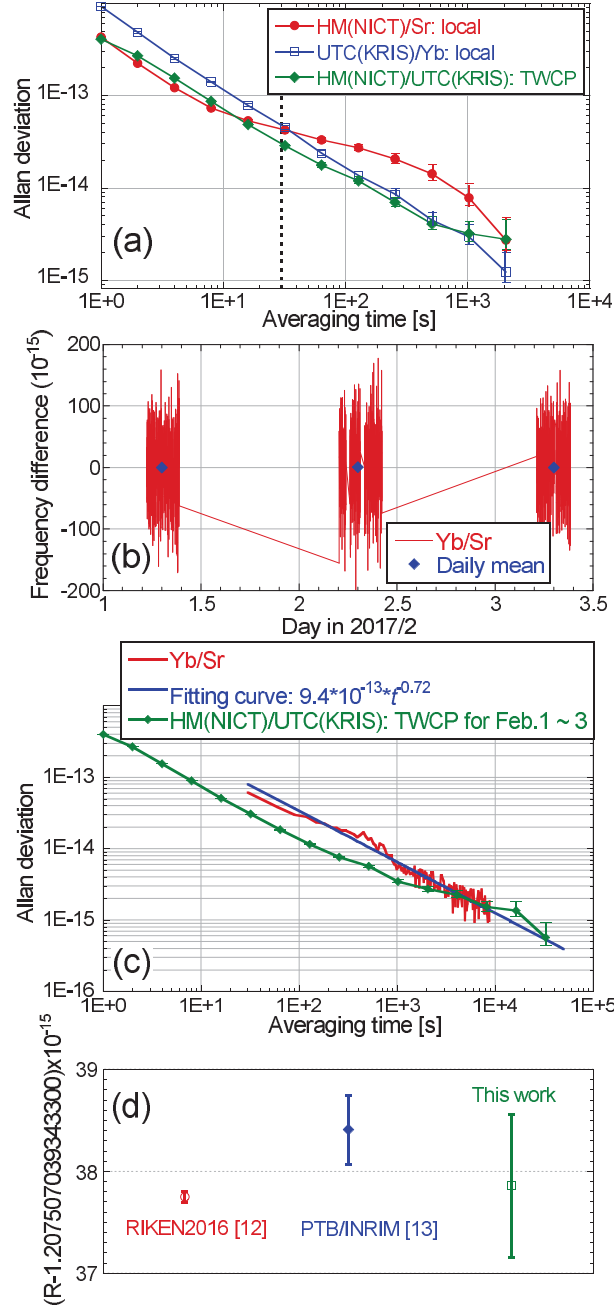 HM(NICT)/Sr: local
UTC(KRIS)/Yb: local
HM(NICT)/UTC(KRIS): TWCP
Allan deviation
1E-13
1E-14
1E-15
(a)
1E+0 1E+1 1E+2 1E+3 1E+4
Averaging time [s]
Frequency difference (10⁻¹⁵)
200
100
0
-100
-200
(b)
Yb/Sr
Daily mean
1 1.5 2 2.5 3 3.5
Day in 2017/2
Yb/Sr
Fitting curve: 9.4*10⁻¹³*t⁻⁰·⁷²
HM(NICT)/UTC(KRIS): TWCP for Feb.1 ~ 3
Allan deviation
1E-13
1E-14
1E-15
1E-16
(c)
1E+0 1E+1 1E+2 1E+3 1E+4 1E+5
Averaging time [s]
(R-1.2075070393433​00)x10⁻¹⁵
39
38
37
(d)
This work
RIKEN2016 [12]
PTB/INRIM [13]